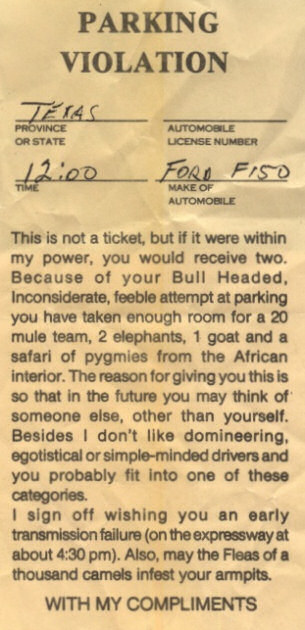 PARKING
VIOLATION
TEXAS
PROVINCE
OR STATE
AUTOMOBILE
LICENSE NUMBER
12:00
TIME
FORD F150
MAKE OF
AUTOMOBILE
This is not a ticket, but if it were within
my power, you would receive two.
Because of your Bull Headed,
Inconsiderate, feeble attempt at parking
you have taken enough room for a 20
mule team, 2 elephants, 1 goat and a
safari of pygmies from the African
interior. The reason for giving you this is
so that in the future you may think of
someone else, other than yourself.
Besides I don't like domineering,
egotistical or simple-minded drivers and
you probably fit into one of these
categories.
I sign off wishing you an early
transmission failure (on the expressway at
about 4:30 pm). Also, may the Fleas of a
thousand camels infest your armpits.
WITH MY COMPLIMENTS